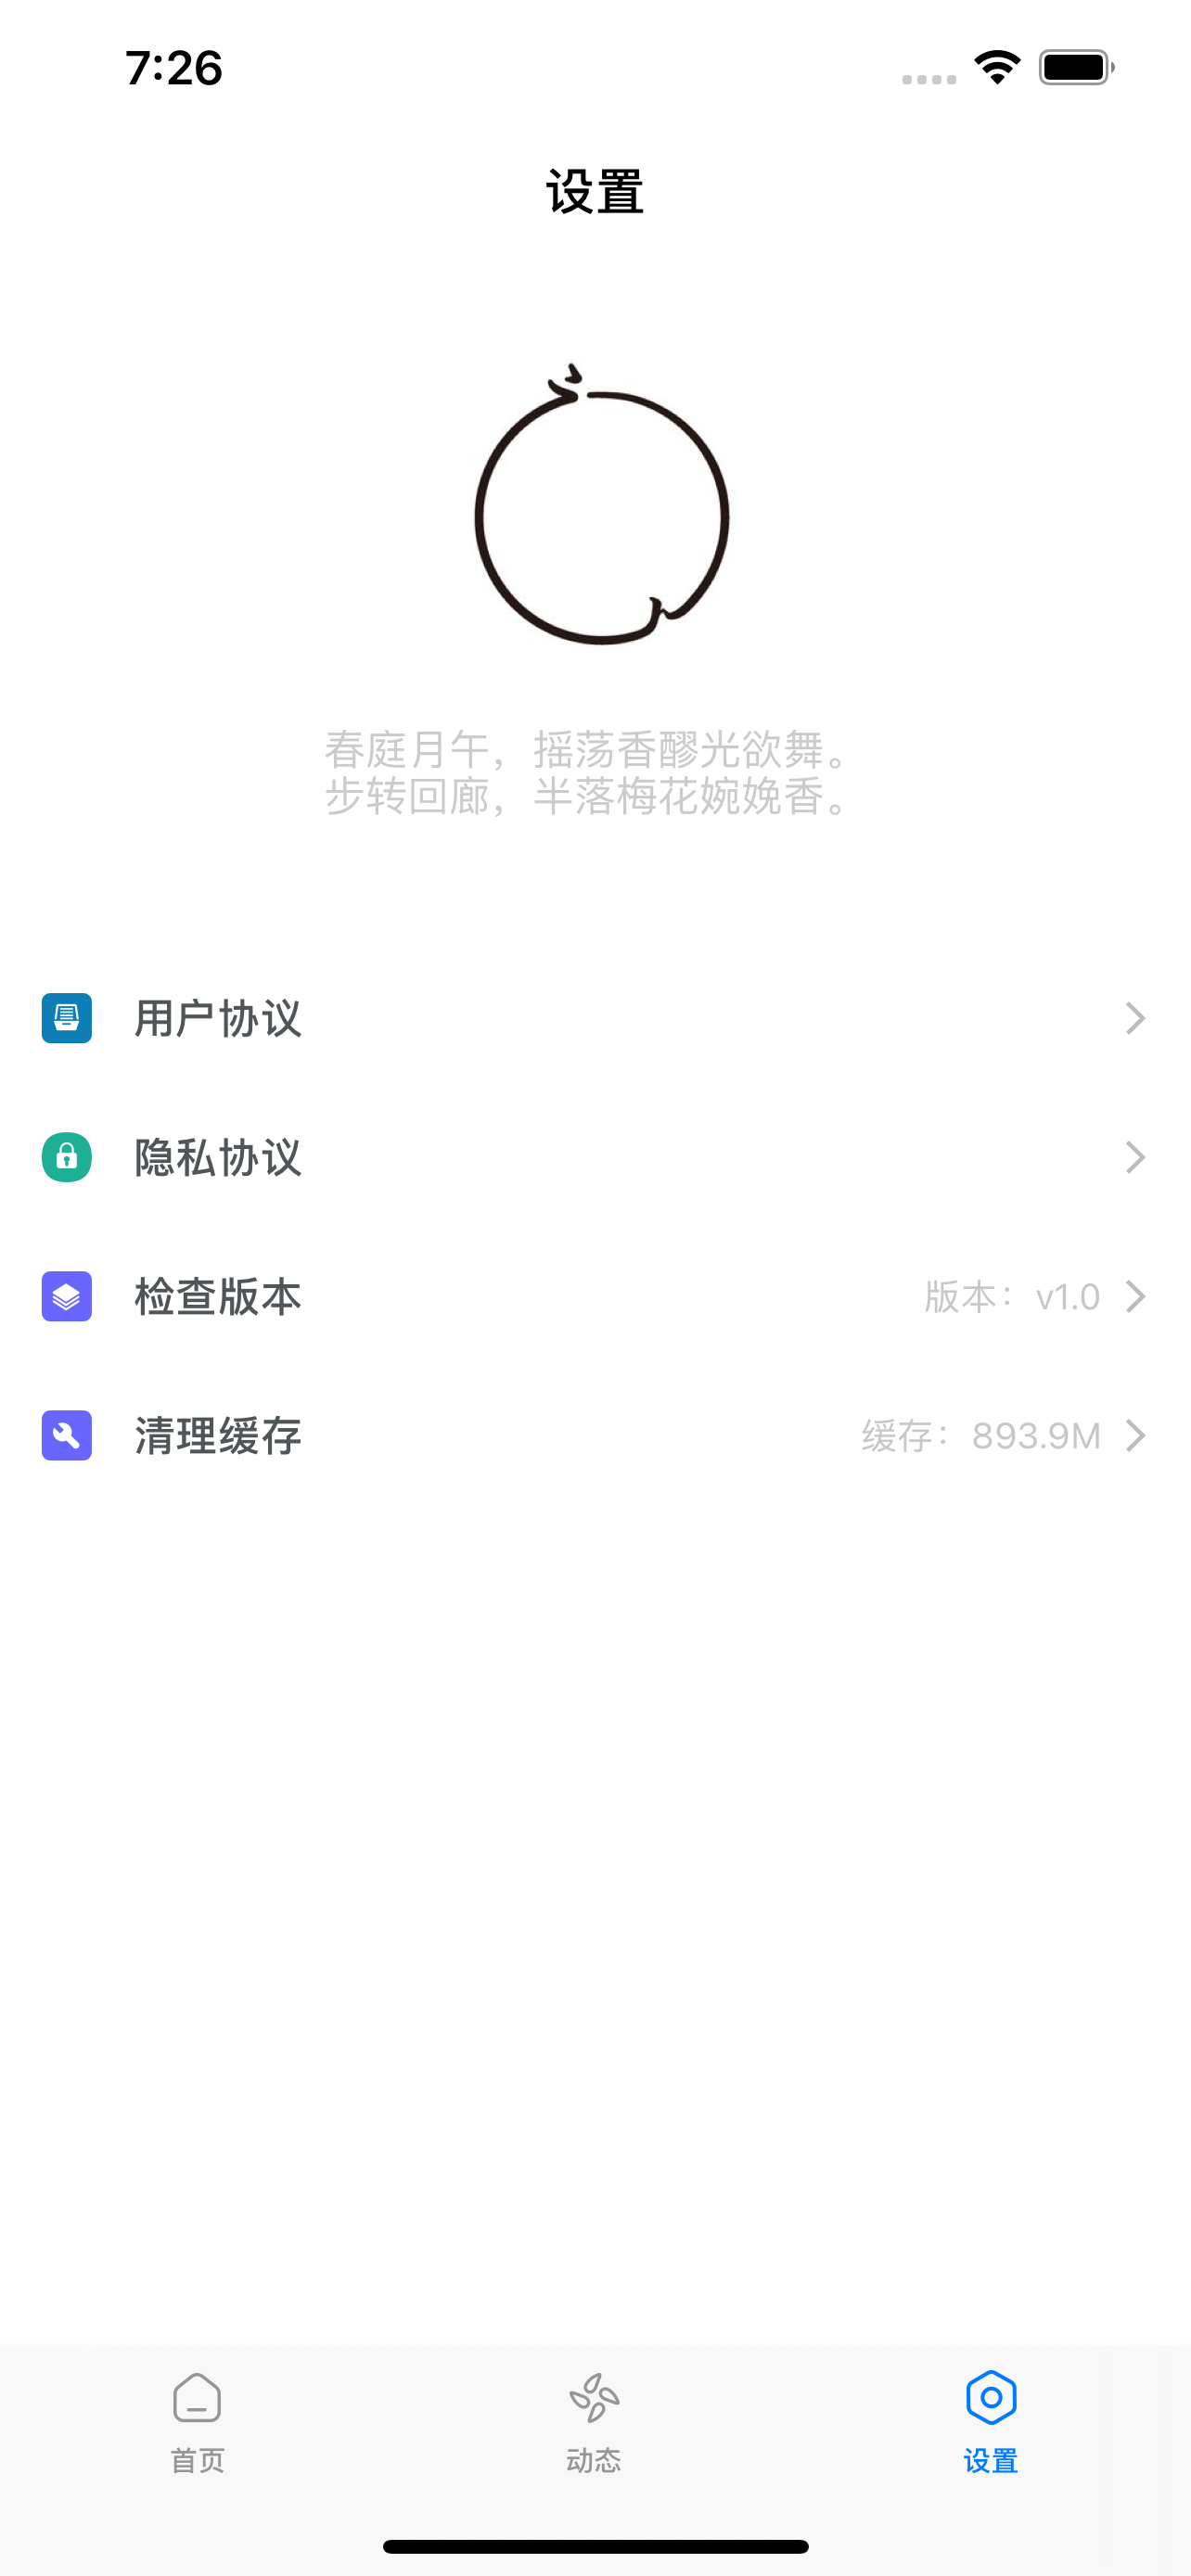 7:26
设置
春庭月午，摇荡香醪光欲舞。
步转回廊，半落梅花婉娩香。
用户协议
隐私协议
检查版本
版本：v1.0
清理缓存
缓存：893.9M
首页
动态
设置